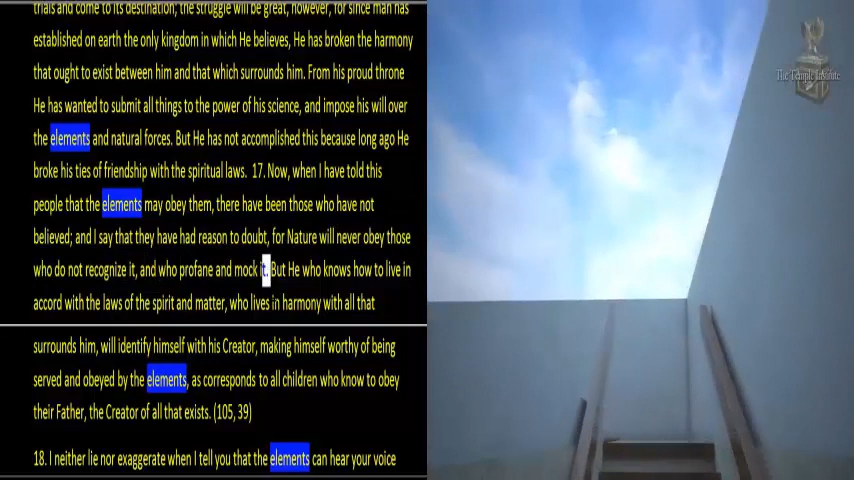 trials and come to its destination; the struggle will be great, however, for since man has
established on earth the only kingdom in which He believes, He has broken the harmony
that ought to exist between him and that which surrounds him. From his proud throne
He has wanted to submit all things to the power of his science, and impose his will over
the elements and natural forces. But He has not accomplished this because long ago He
broke his ties of friendship with the spiritual laws. 17. Now, when I have told this
people that the elements may obey them, there have been those who have not
believed; and I say that they have had reason to doubt, for Nature will never obey those
who do not recognize it, and who profane and mock it. But He who knows how to live in
accord with the laws of the spirit and matter, who lives in harmony with all that
surrounds him, will identify himself with his Creator, making himself worthy of being
served and obeyed by the elements, as corresponds to all children who know to obey
their Father, the Creator of all that exists. (105, 39)
18. I neither lie nor exaggerate when I tell you that the elements can hear your voice
The Temple Institute